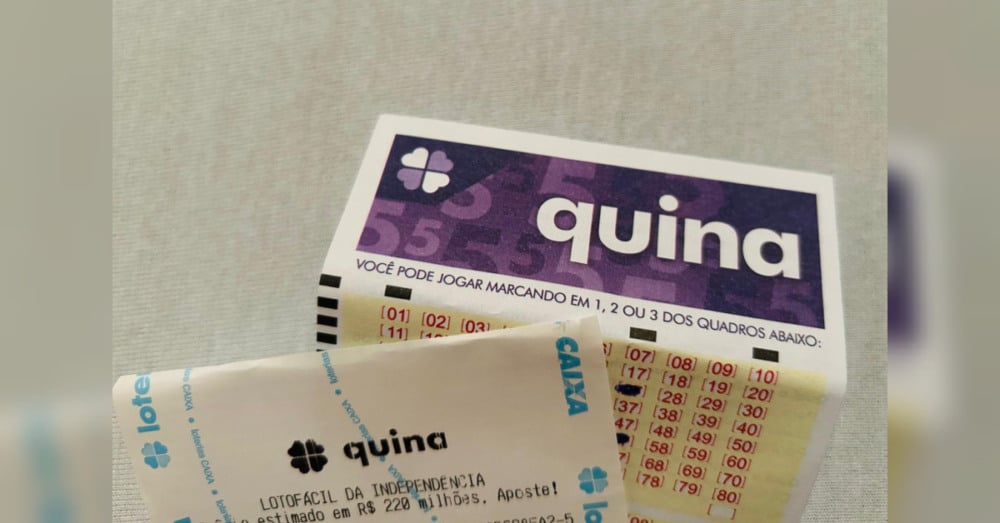 quina
VOCÊ PODE JOGAR MARCANDO EM 1, 2 OU 3 DOS QUADROS ABAIXO:
[01] [02] [03] [07] [08] [09] [10]
[11] [17] [18] [19] [20]
[28] [29] [30]
[37] [38] [39] [40]
[48] [49] [50]
[58] [59] [60]
[67] [68] [69] [70]
[78] [79] [80]
CAIXA
loterias CAIXA
quina
LOTOFÁCIL DA INDEPENDÊNCIA
estimado em R$ 220 milhões. Aposte!